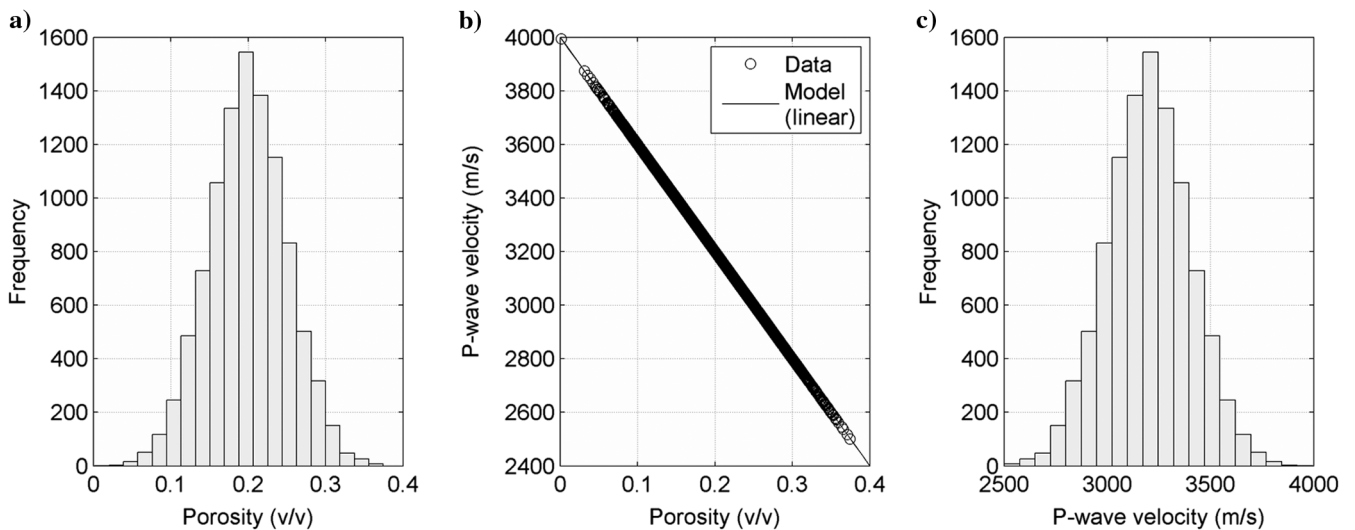 a)
1600
1400
1200
1000
800
600
400
200
0
Frequency
0 0.1 0.2 0.3 0.4
Porosity (v/v)
b)
4000
3800
3600
3400
3200
3000
2800
2600
2400
P-wave velocity (m/s)
Data
Model
(linear)
0 0.1 0.2 0.3 0.4
Porosity (v/v)
c)
1600
1400
1200
1000
800
600
400
200
0
Frequency
2500 3000 3500 4000
P-wave velocity (m/s)